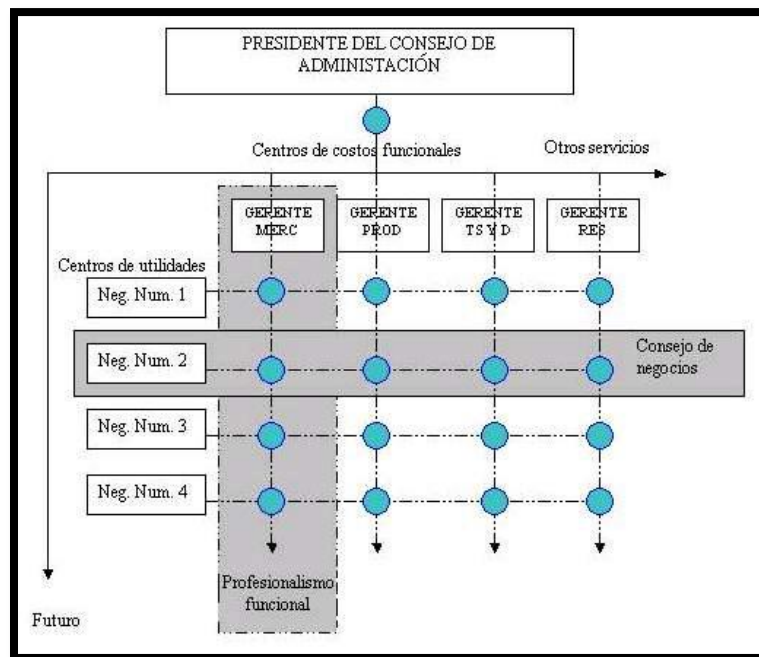 PRESIDENTE DEL CONSEJO DE
ADMINISTACIÓN
Centros de costos funcionales
Otros servicios
GERENTE
MERC
GERENTE
PROD
GERENTE
TS Y D
GERENTE
RES
Centros de utilidades
Neg. Num. 1
Neg. Num. 2
Consejo de
negocios
Neg. Num. 3
Neg. Num. 4
Profesionalismo
funcional
Futuro